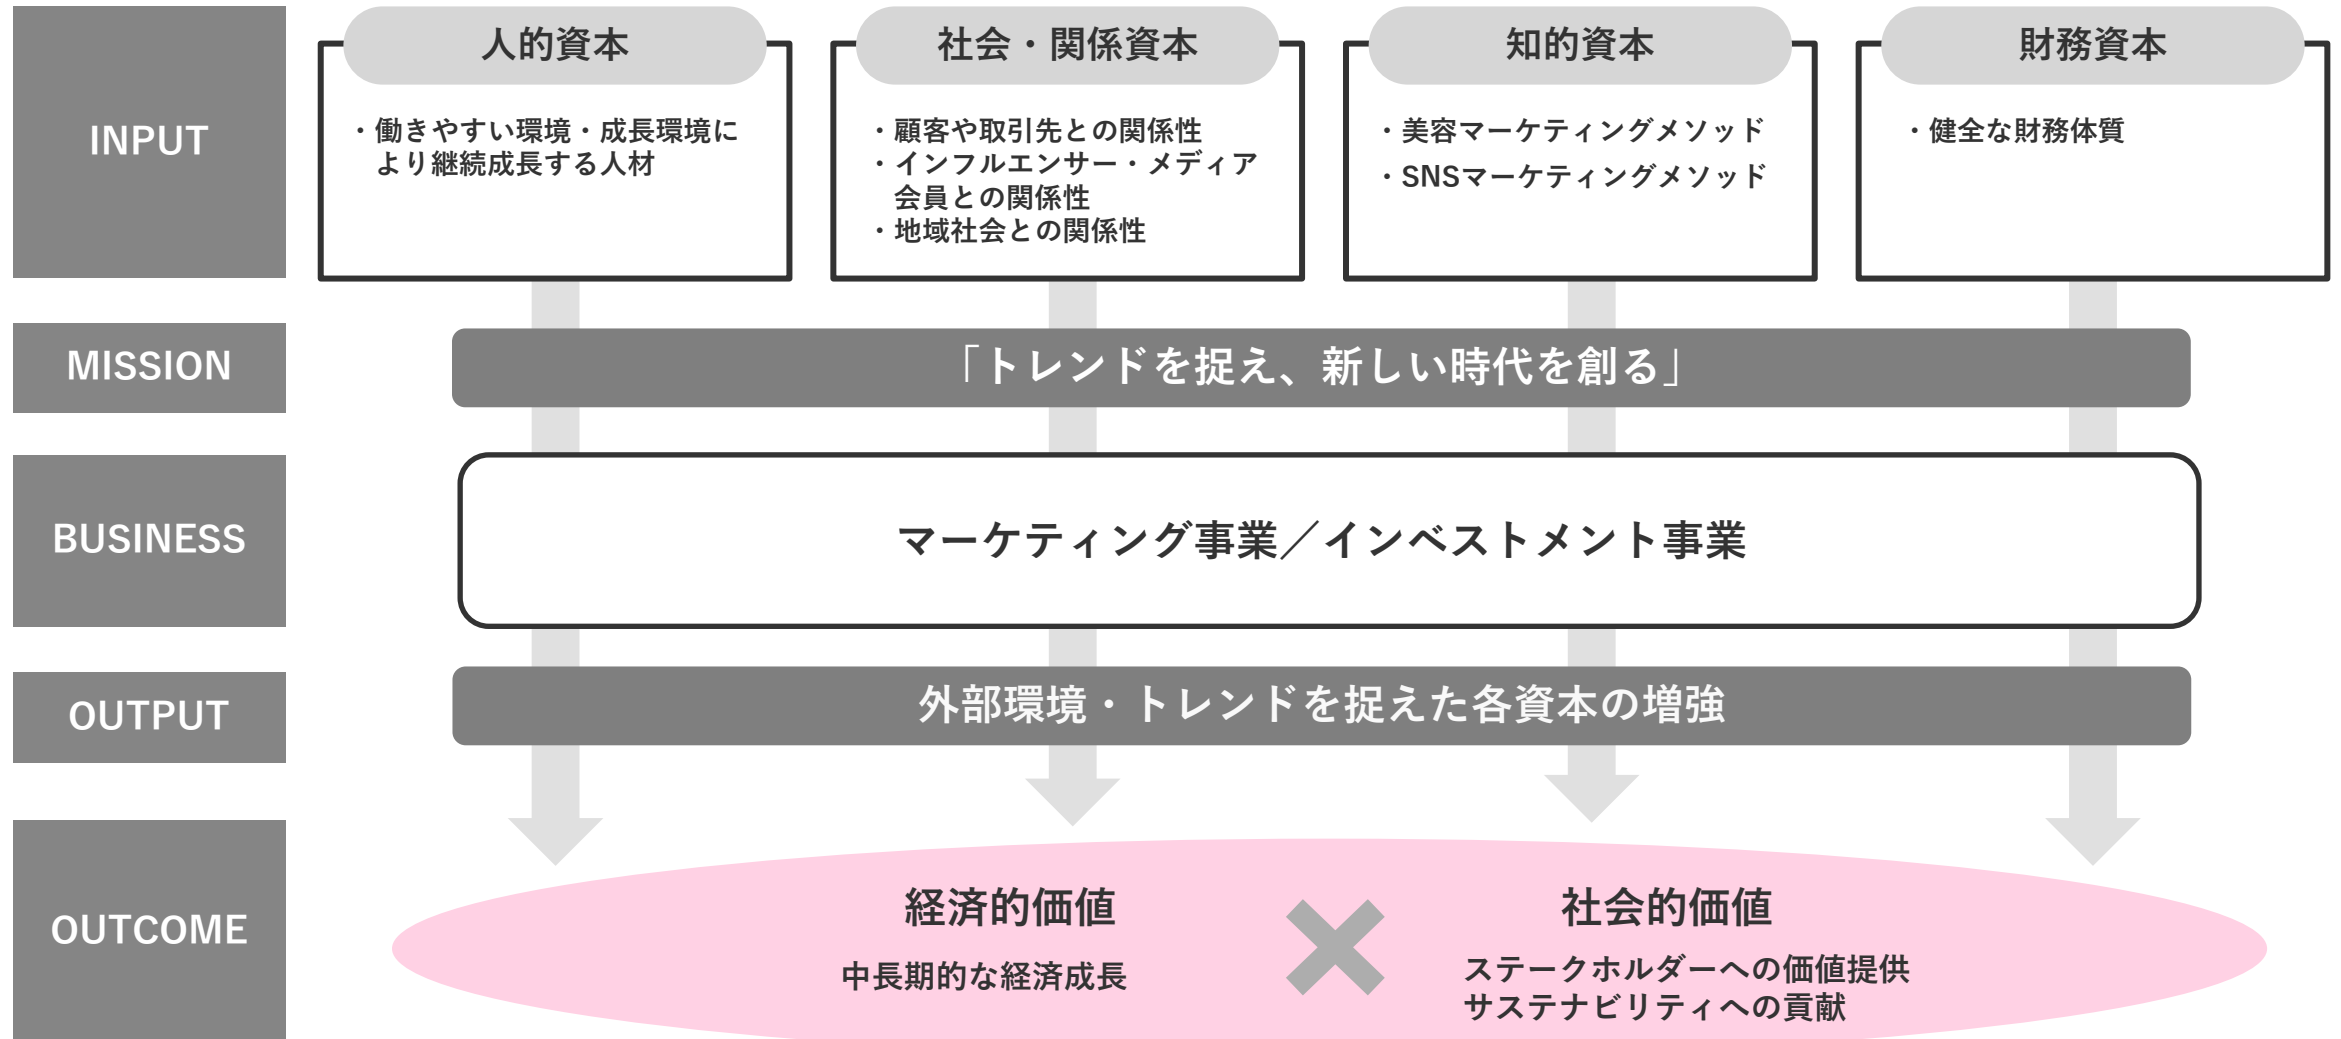 INPUT
人的資本
・働きやすい環境・成長環境に
より継続成長する人材
社会・関係資本
・顧客や取引先との関係性
・インフルエンサー・メディア
会員との関係性
・地域社会との関係性
知的資本
・美容マーケティングメソッド
・SNSマーケティングメソッド
財務資本
・健全な財務体質
MISSION
「トレンドを捉え、新しい時代を創る」
BUSINESS
マーケティング事業／インベストメント事業
OUTPUT
外部環境・トレンドを捉えた各資本の増強
OUTCOME
経済的価値
中長期的な経済成長
社会的価値
ステークホルダーへの価値提供
サステナビリティへの貢献